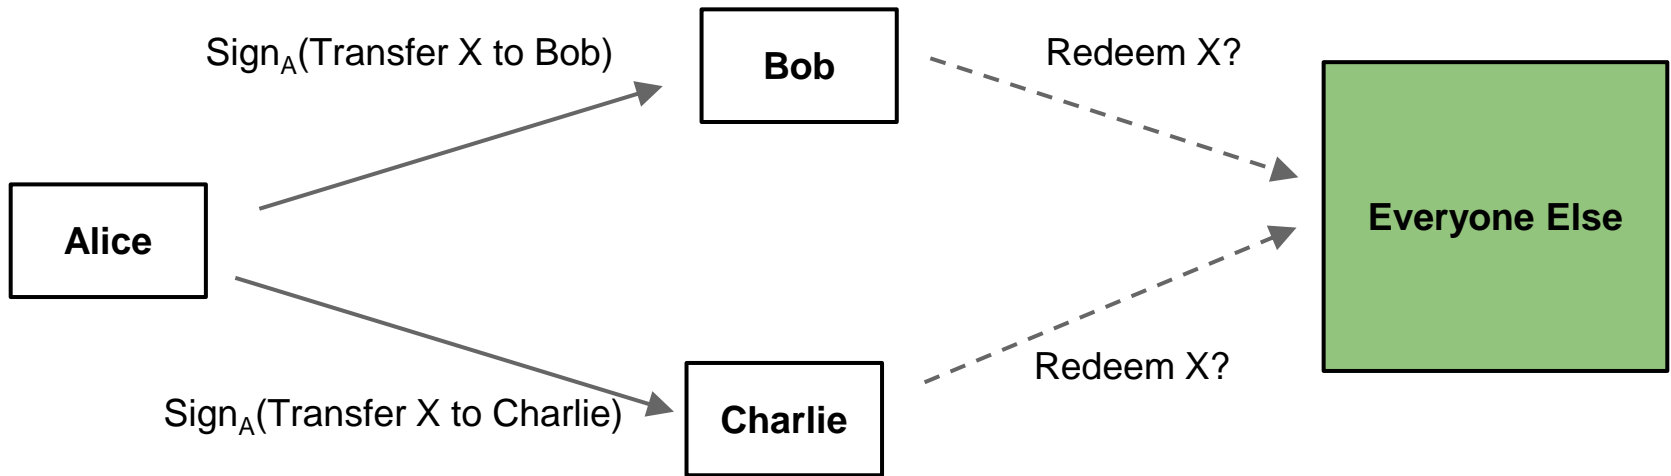 Sign_A(Transfer X to Bob)
Bob
Redeem X?
Alice
Everyone Else
Sign_A(Transfer X to Charlie)
Charlie
Redeem X?